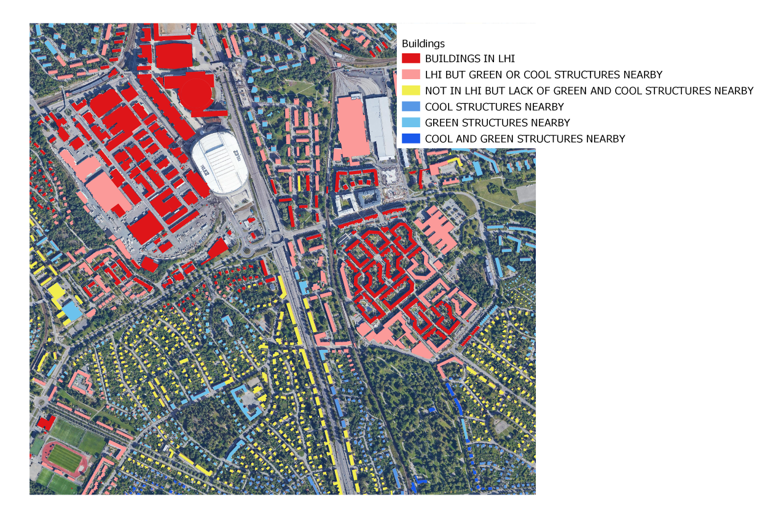 Buildings
BUILDINGS IN LHI
LHI BUT GREEN OR COOL STRUCTURES NEARBY
NOT IN LHI BUT LACK OF GREEN AND COOL STRUCTURES NEARBY
COOL STRUCTURES NEARBY
GREEN STRUCTURES NEARBY
COOL AND GREEN STRUCTURES NEARBY